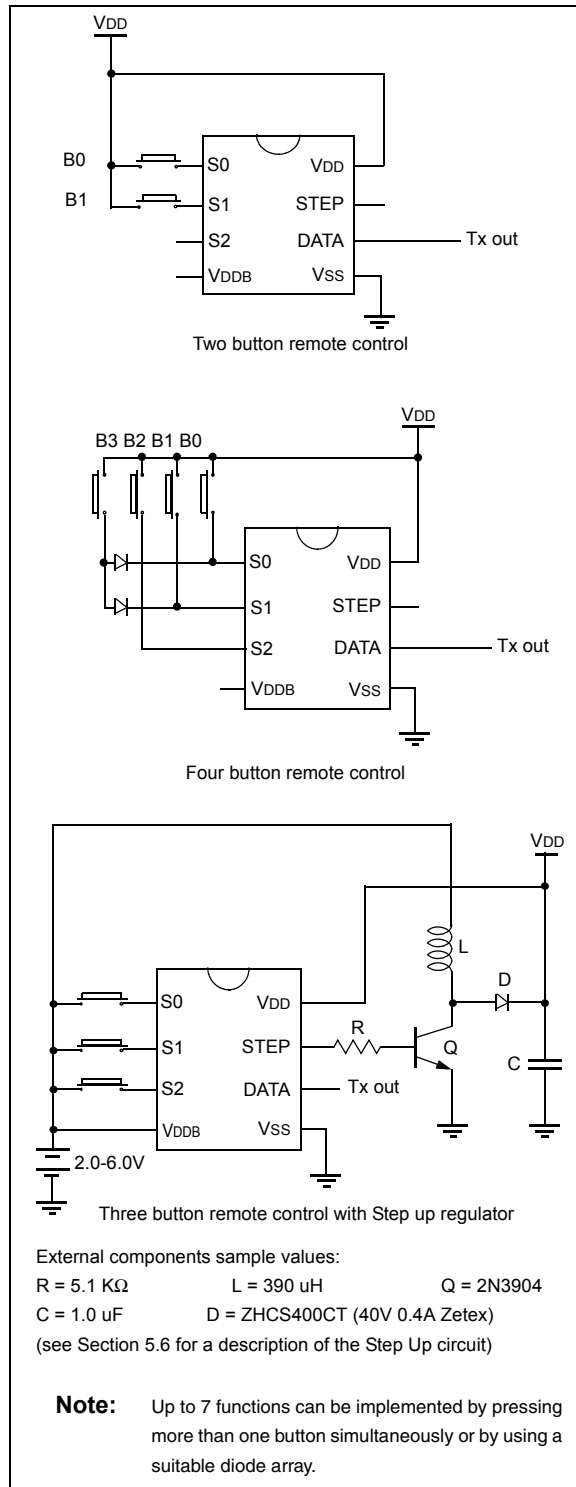 VDD
B0 S0 VDD
B1 S1 STEP
S2 DATA Tx out
VDDB VSS
Two button remote control
VDD
B3 B2 B1 B0
S0 VDD
S1 STEP
S2 DATA Tx out
VDDB VSS
Four button remote control
VDD
L
D
S0 VDD R
S1 STEP Q C
S2 DATA Tx out
VDDB VSS
2.0-6.0V
Three button remote control with Step up regulator
External components sample values:
R = 5.1 KΩ L = 390 uH Q = 2N3904
C = 1.0 uF D = ZHCS400CT (40V 0.4A Zetex)
(see Section 5.6 for a description of the Step Up circuit)
Note: Up to 7 functions can be implemented by pressing
more than one button simultaneously or by using a
suitable diode array.